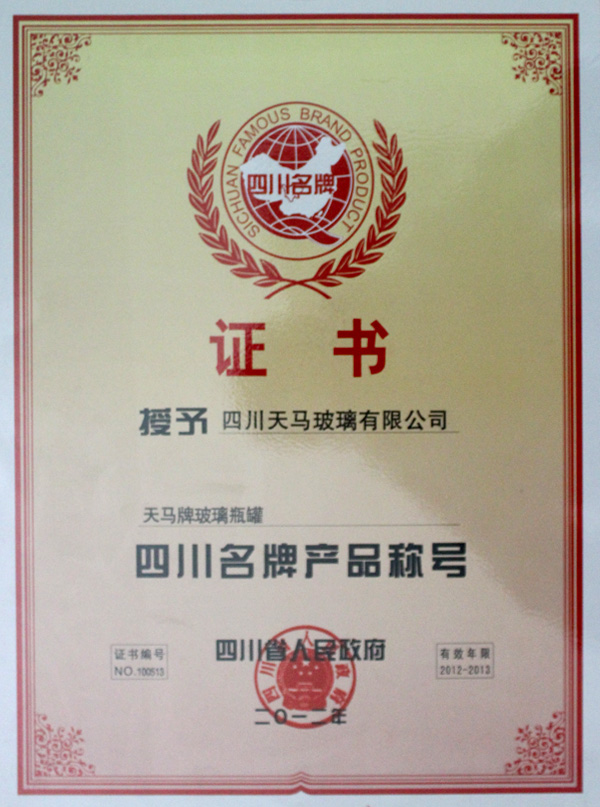 SICHUAN FAMOUS BRAND PRODUCT
四川名牌
证书
授予 四川天马玻璃有限公司
天马牌玻璃瓶罐
四川名牌产品称号
四川省人民政府
证书编号
NO.100513
有效年限
2012-2013
二〇一二年